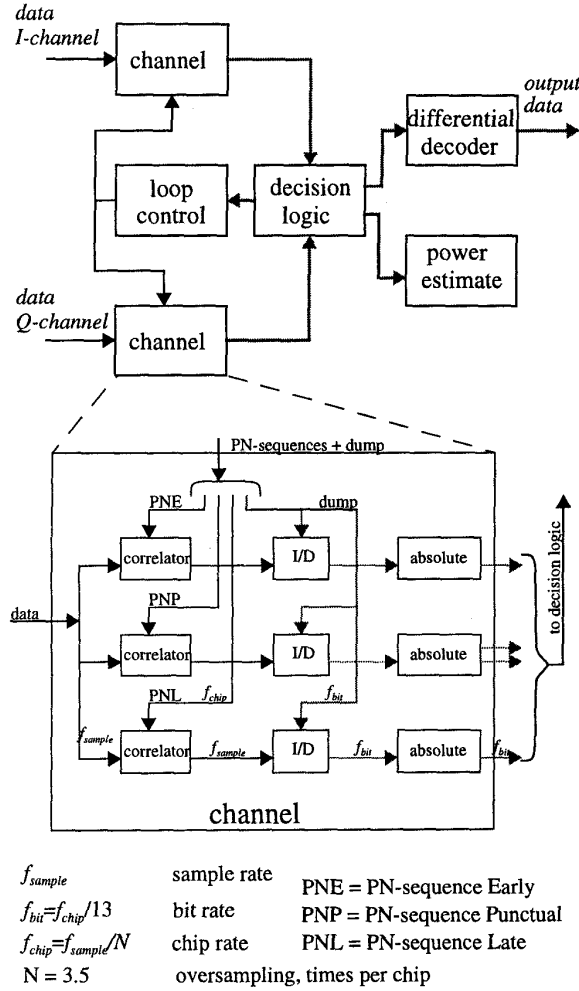 data
I-channel
channel
output
data
differential
decoder
loop
control
decision
logic
power
estimate
data
Q-channel
channel
PN-sequences + dump
PNE
dump
correlator
I/D
absolute
to decision logic
data
PNP
correlator
I/D
absolute
PNL
f_chip
f_bit
f_sample
correlator
f_sample
I/D
f_bit
absolute
f_bit
channel
f_sample sample rate
f_bit=f_chip/13 bit rate
f_chip=f_sample/N chip rate
N = 3.5 oversampling, times per chip
PNE = PN-sequence Early
PNP = PN-sequence Punctual
PNL = PN-sequence Late